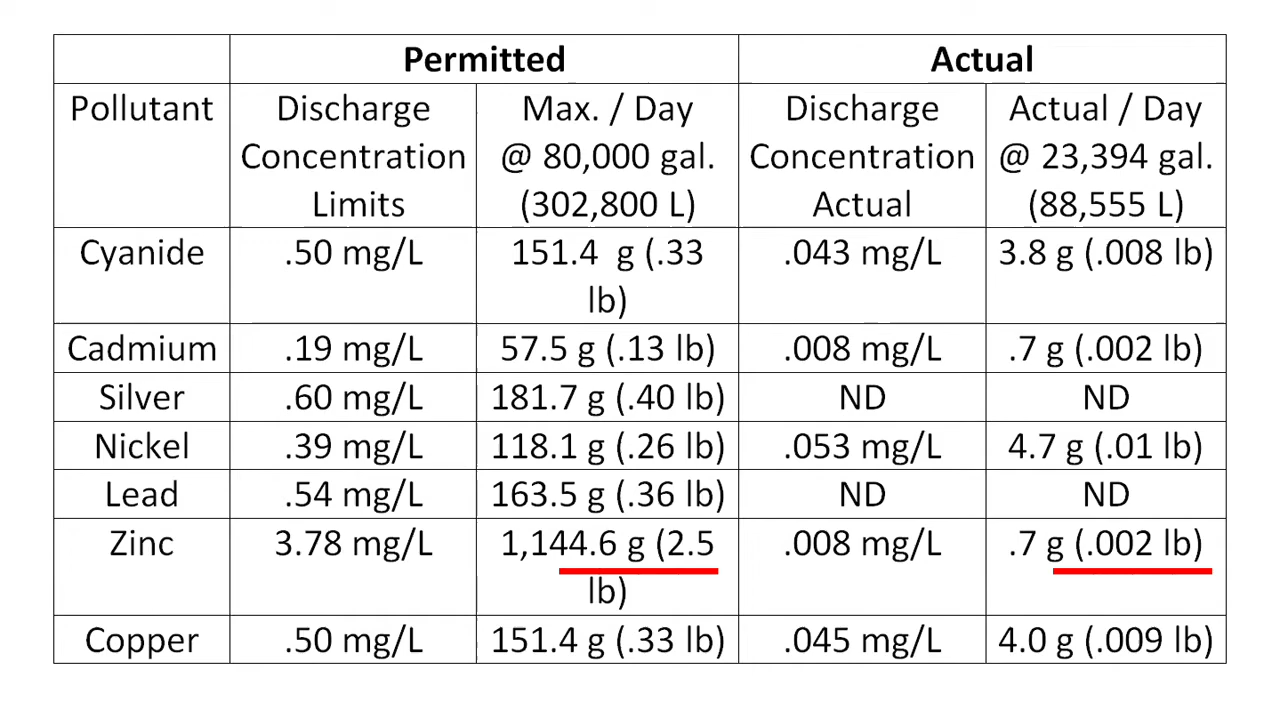 Permitted Actual
Pollutant Discharge Max. / Day Discharge Actual / Day
Concentration @ 80,000 gal. Concentration @ 23,394 gal.
Limits (302,800 L) Actual (88,555 L)
Cyanide .50 mg/L 151.4 g (.33 .043 mg/L 3.8 g (.008 lb)
lb)
Cadmium .19 mg/L 57.5 g (.13 lb) .008 mg/L .7 g (.002 lb)
Silver .60 mg/L 181.7 g (.40 lb) ND ND
Nickel .39 mg/L 118.1 g (.26 lb) .053 mg/L 4.7 g (.01 lb)
Lead .54 mg/L 163.5 g (.36 lb) ND ND
Zinc 3.78 mg/L 1,144.6 g (2.5 .008 mg/L .7 g (.002 lb)
lb)
Copper .50 mg/L 151.4 g (.33 lb) .045 mg/L 4.0 g (.009 lb)